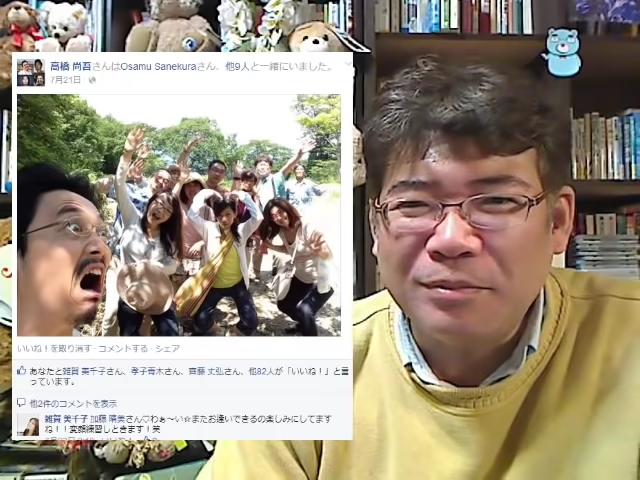 高橋 尚吾さんはOsamu Sanekuraさん、他9人と一緒にいました。
7月21日
いいね！を取り消す · コメントする · シェア
あなたと雑賀 美千子さん、孝子青木さん、齊藤 丈弘さん、他82人が「いいね！」と言
っています。
他2件のコメントを表示
雑賀 美千子 加藤 晴美さん♡わぁ〜い☆またお逢いできるの楽しみにしてます
ね！！変顔練習しときます！笑